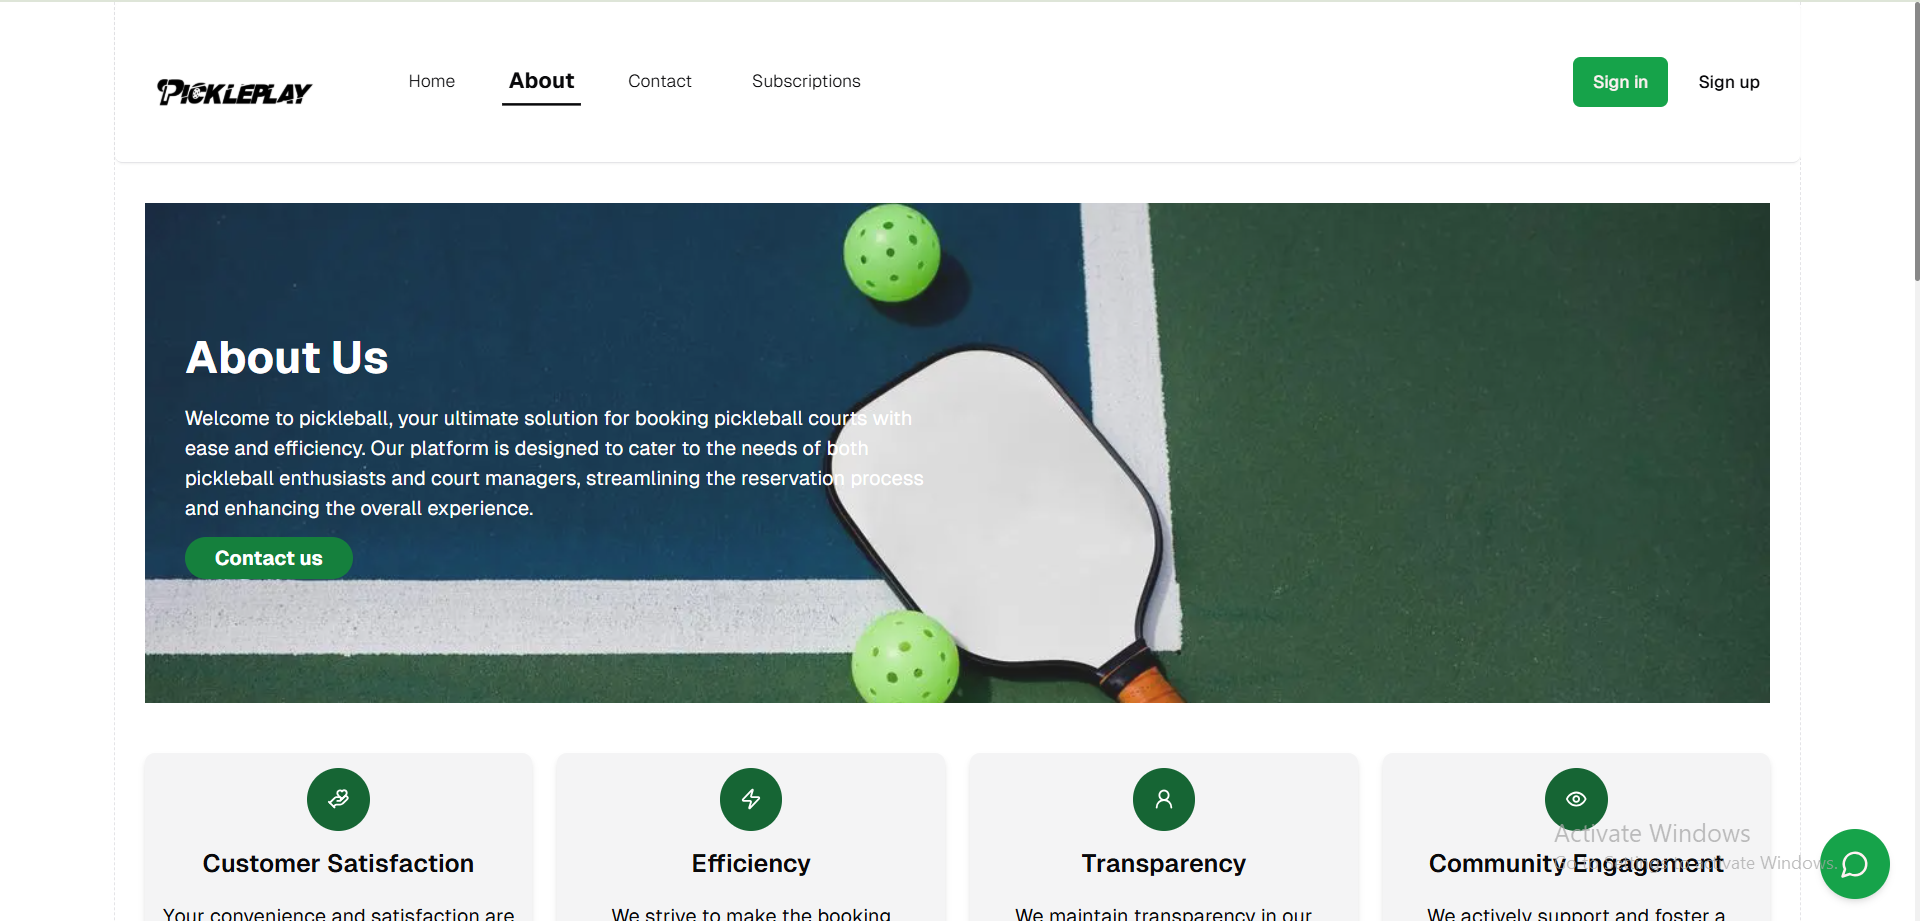 PICKLEPLAY
Home
About
Contact
Subscriptions
Sign in
Sign up
About Us
Welcome to pickleball, your ultimate solution for booking pickleball courts with
ease and efficiency. Our platform is designed to cater to the needs of both
pickleball enthusiasts and court managers, streamlining the reservation process
and enhancing the overall experience.
Contact us
Customer Satisfaction
Efficiency
Transparency
Community Engagement
Your convenience and satisfaction are
We strive to make the booking
We maintain transparency in our
We actively support and foster a
Activate Windows
Go to Settings to activate Windows.